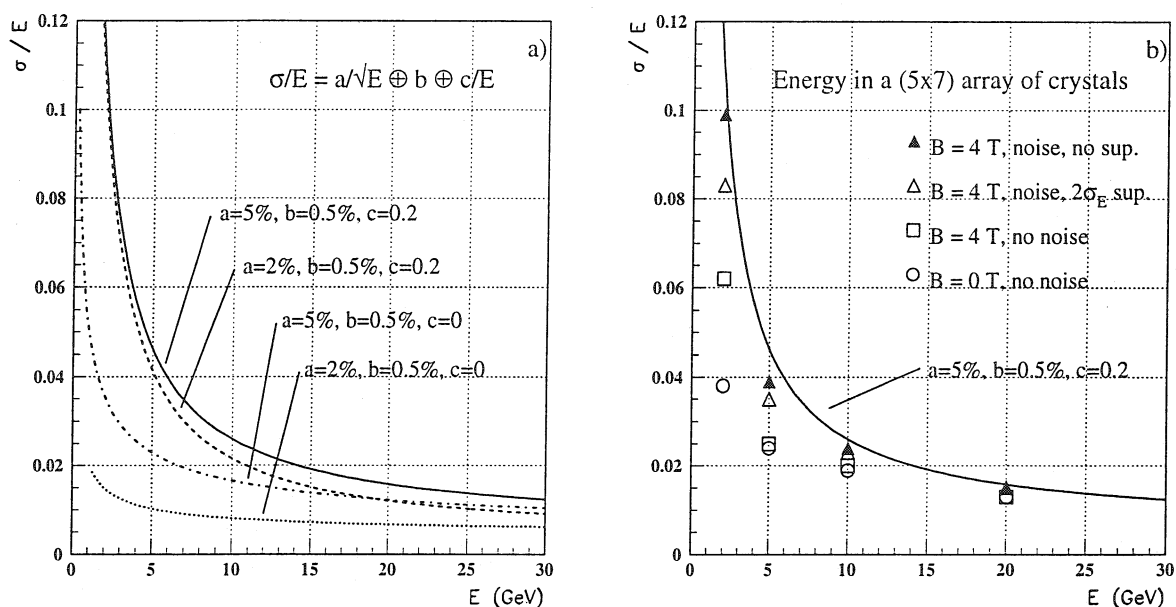 σ / E
0.12
0.1
0.08
0.06
0.04
0.02
0
a)
σ/E = a/√E ⊕ b ⊕ c/E
a=5%, b=0.5%, c=0.2
a=2%, b=0.5%, c=0.2
a=5%, b=0.5%, c=0
a=2%, b=0.5%, c=0
0 5 10 15 20 25 30
E (GeV)
σ / E
0.12
0.1
0.08
0.06
0.04
0.02
0
b)
Energy in a (5x7) array of crystals
B = 4 T, noise, no sup.
B = 4 T, noise, 2σE sup.
B = 4 T, no noise
B = 0 T, no noise
a=5%, b=0.5%, c=0.2
0 5 10 15 20 25 30
E (GeV)